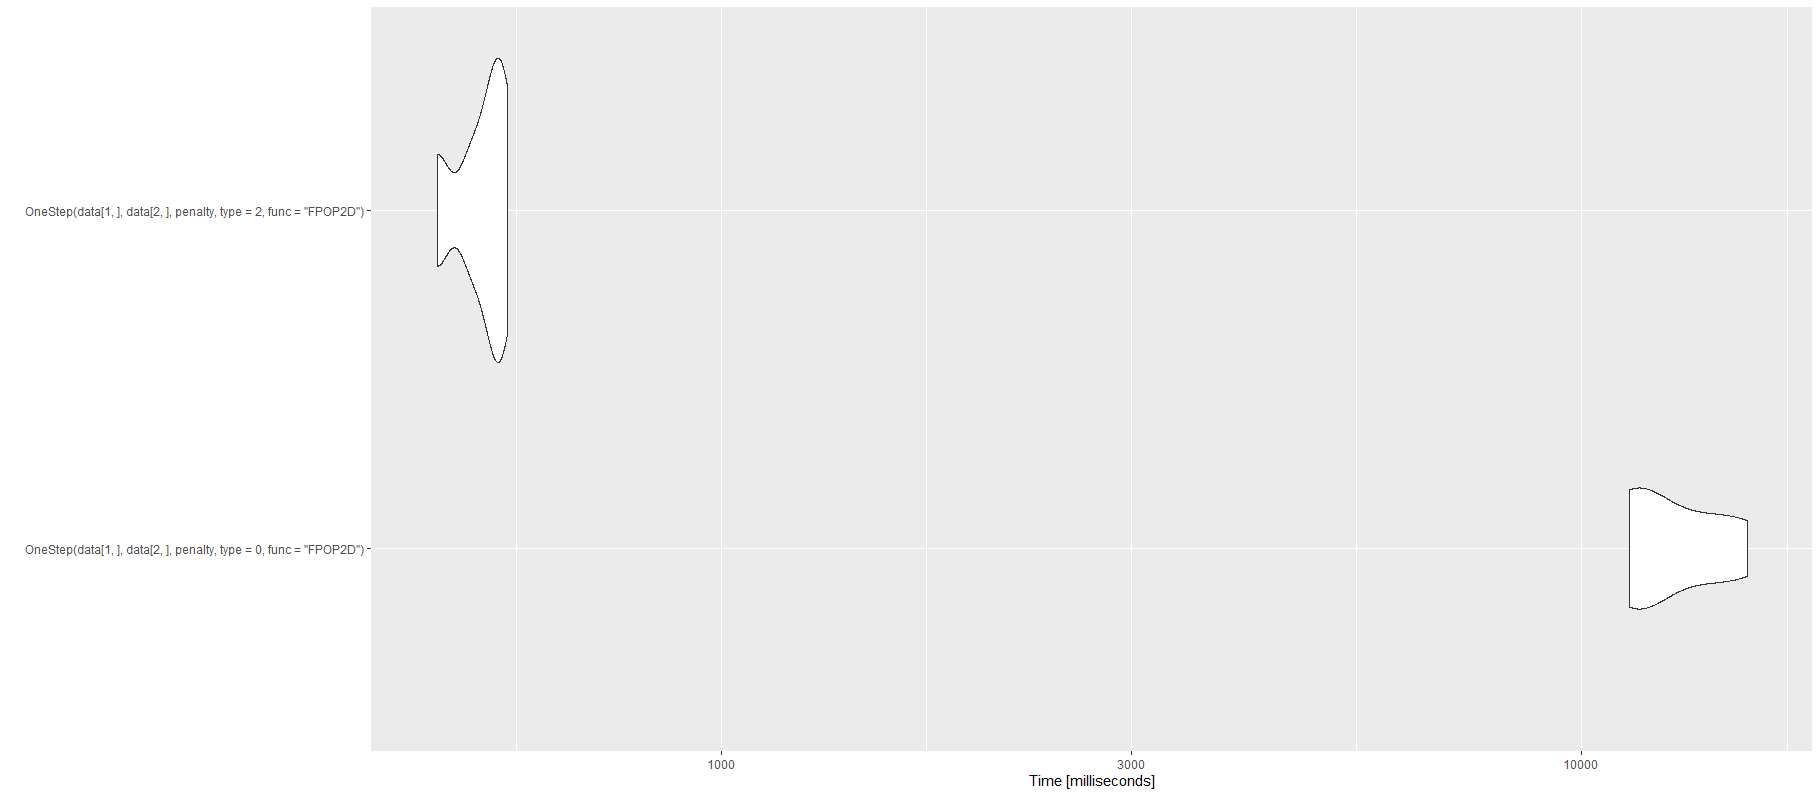 OneStep(data[1, ], data[2, ], penalty, type = 2, func = "FPOP2D")
OneStep(data[1, ], data[2, ], penalty, type = 0, func = "FPOP2D")
1000 3000 10000
Time [milliseconds]